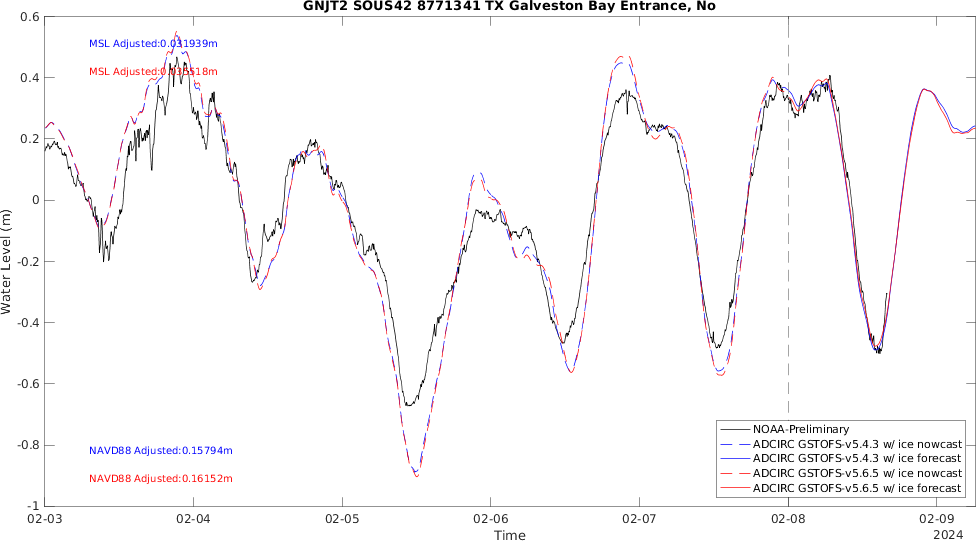 GNJT2 SOUS42 8771341 TX Galveston Bay Entrance, No
0.6
MSL Adjusted:0.031939m
MSL Adjusted:0.035518m
0.4
0.2
0
-0.2
-0.4
-0.6
-0.8
-1
Water Level (m)
NAVD88 Adjusted:0.15794m
NAVD88 Adjusted:0.16152m
NOAA-Preliminary
ADCIRC GSTOFS-v5.4.3 w/ ice nowcast
ADCIRC GSTOFS-v5.4.3 w/ ice forecast
ADCIRC GSTOFS-v5.6.5 w/ ice nowcast
ADCIRC GSTOFS-v5.6.5 w/ ice forecast
02-03 02-04 02-05 02-06 02-07 02-08 02-09
2024
Time